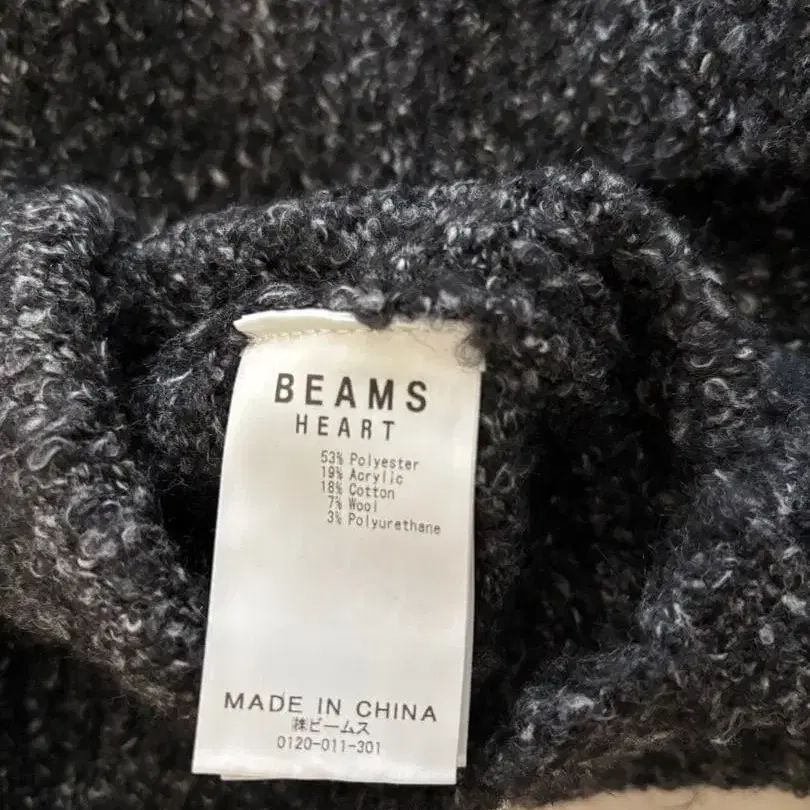 BEAMS
HEART
53% Polyester
19% Acrylic
18% Cotton
7% Wool
3% Polyurethane
MADE IN CHINA
㈱ビームス
0120-011-301